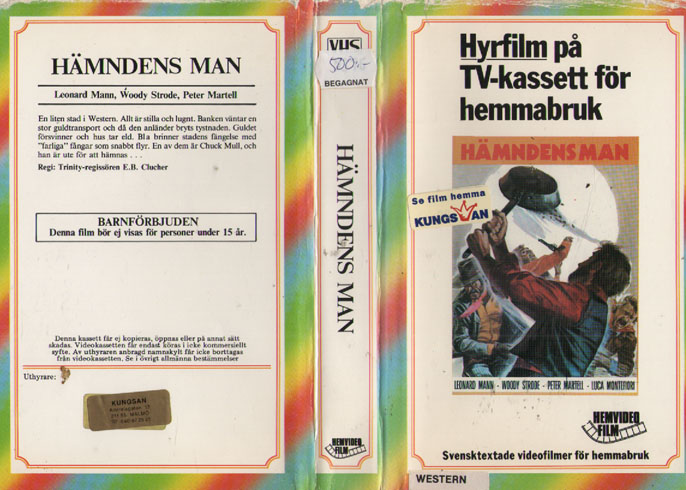 HÄMNDENS MAN
Leonard Mann, Woody Strode, Peter Martell
En liten stad i Western. Allt är stilla och lugnt. Banken väntar en
stor guldtransport och då den anländer bryts tystnaden. Guldet
försvinner och hus tar eld. Bla brinner stadens fängelse med
"farliga" fångar som snabbt flyr. En av dem är Chuck Mull, och
han är ute för att hämnas . . .
Regi: Trinity-regissören E.B. Clucher
BARNFÖRBJUDEN
Denna film bör ej visas för personer under 15 år.
Denna kassett får ej kopieras, öppnas eller på annat sätt
skadas. Videokassetten får endast köras i icke kommersiellt
syfte. Av uthyraren anbragd namnskylt får icke borttagas
från videokassetten. Se i övrigt allmänna bestämmelser
Uthyrare:
KUNGSAN
VHS
500:-
BEGAGNAT
HÄMNDENS MAN
HEMVIDEO
FILM
Hyrfilm på
TV-kassett för
hemmabruk
HÄMNDENS MAN
Se film hemma
KUNGSAN
LEONARD MANN - WOODY STRODE - PETER MARTELL - LUCA MONTEFIORI
HEMVIDEO
FILM
Svensktextade videofilmer för hemmabruk
WESTERN